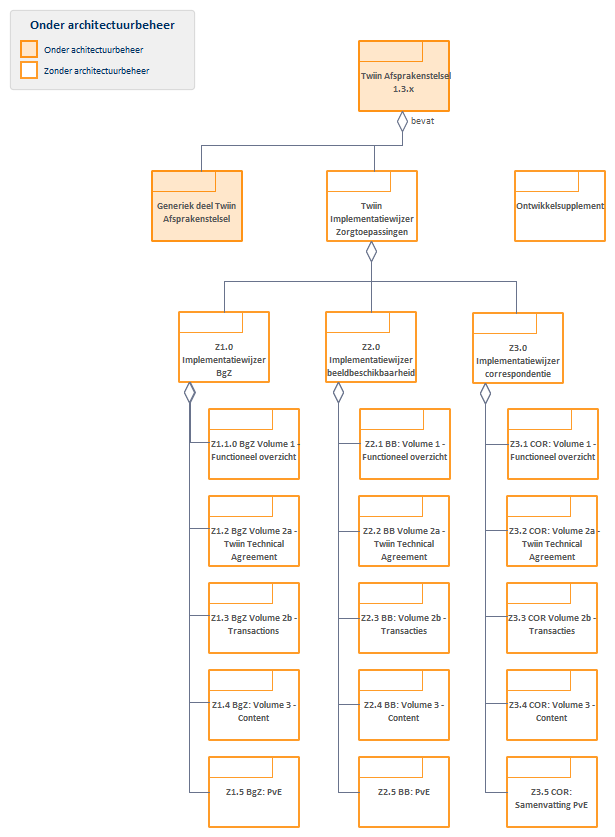 Onder architectuurbeheer
Onder achitectuurbeheer
Zonder architectuurbeheer
Twiin Afsprakenstelsel
1.3.x
bevat
Generiek deel Twiin
Afsprakenstelsel
Twiin
Implementatiewijzer
Zorgtoepassingen
Ontwikkelsupplement
Z1.0
Implementatiewijzer
BgZ
Z2.0
Implementatiewijzer
beeldbeschikbaarheid
Z3.0
Implementatiewijzer
correspondentie
Z1.1.0 BgZ Volume 1 -
Functioneel overzicht
Z2.1 BB: Volume 1 -
Functioneel overzicht
Z3.1 COR: Volume 1 -
Functioneel overzicht
Z1.2 BgZ Volume 2a -
Twiin Technical
Agreement
Z2.2 BB Volume 2a -
Twiin Technical
Agreement
Z3.2 COR: Volume 2a -
Twiin Technical
Agreement
Z1.3 BgZ Volume 2b -
Transactions
Z2.3 BB: Volume 2b -
Transacties
Z3.3 COR Volume 2b -
Transacties
Z1.4 BgZ: Volume 3 -
Content
Z2.4 BB: Volume 3 -
Content
Z3.4 COR: Volume 3 -
Content
Z1.5 BgZ: PvE
Z2.5 BB: PvE
Z3.5 COR:
Samenvatting PvE